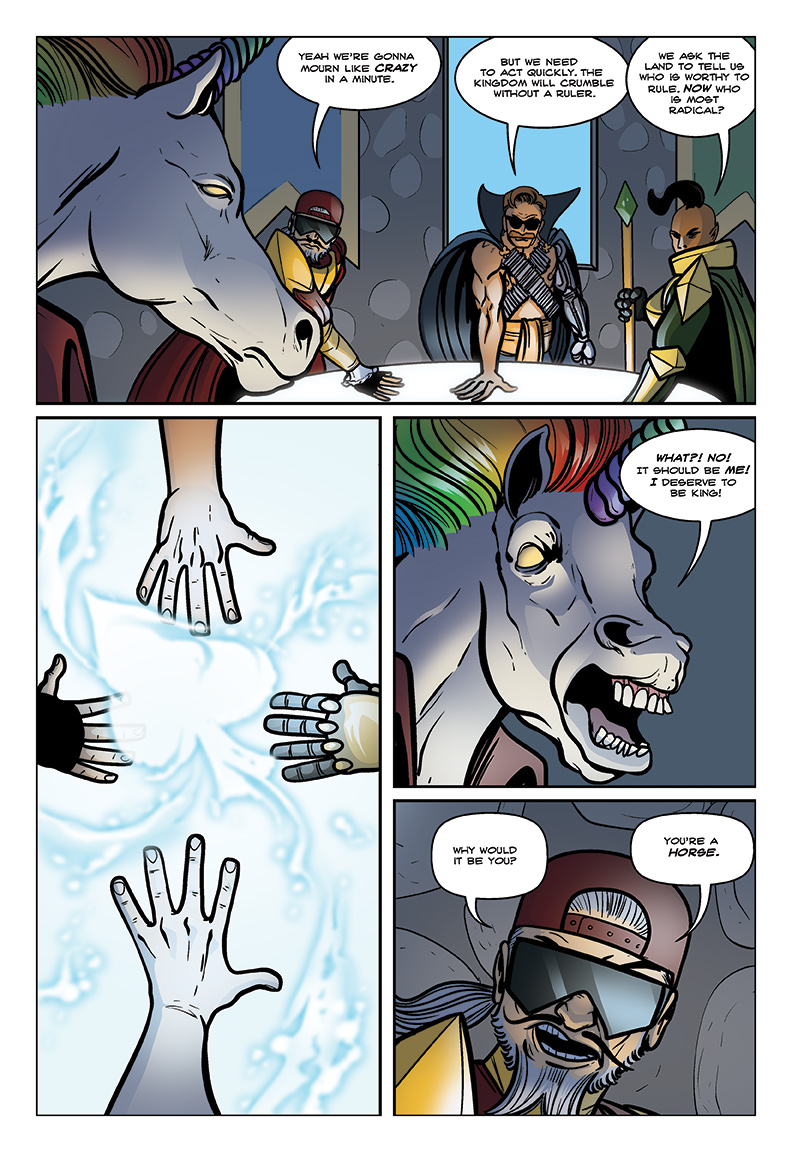 YEAH WE'RE GONNA
MOURN LIKE CRAZY
IN A MINUTE.
BUT WE NEED
TO ACT QUICKLY. THE
KINGDOM WILL CRUMBLE
WITHOUT A RULER.
WE ASK THE
LAND TO TELL US
WHO IS WORTHY TO
RULE. NOW WHO
IS MOST
RADICAL?
WHAT?! NO!
IT SHOULD BE ME!
I DESERVE TO
BE KING!
WHY WOULD
IT BE YOU?
YOU'RE A
HORSE.